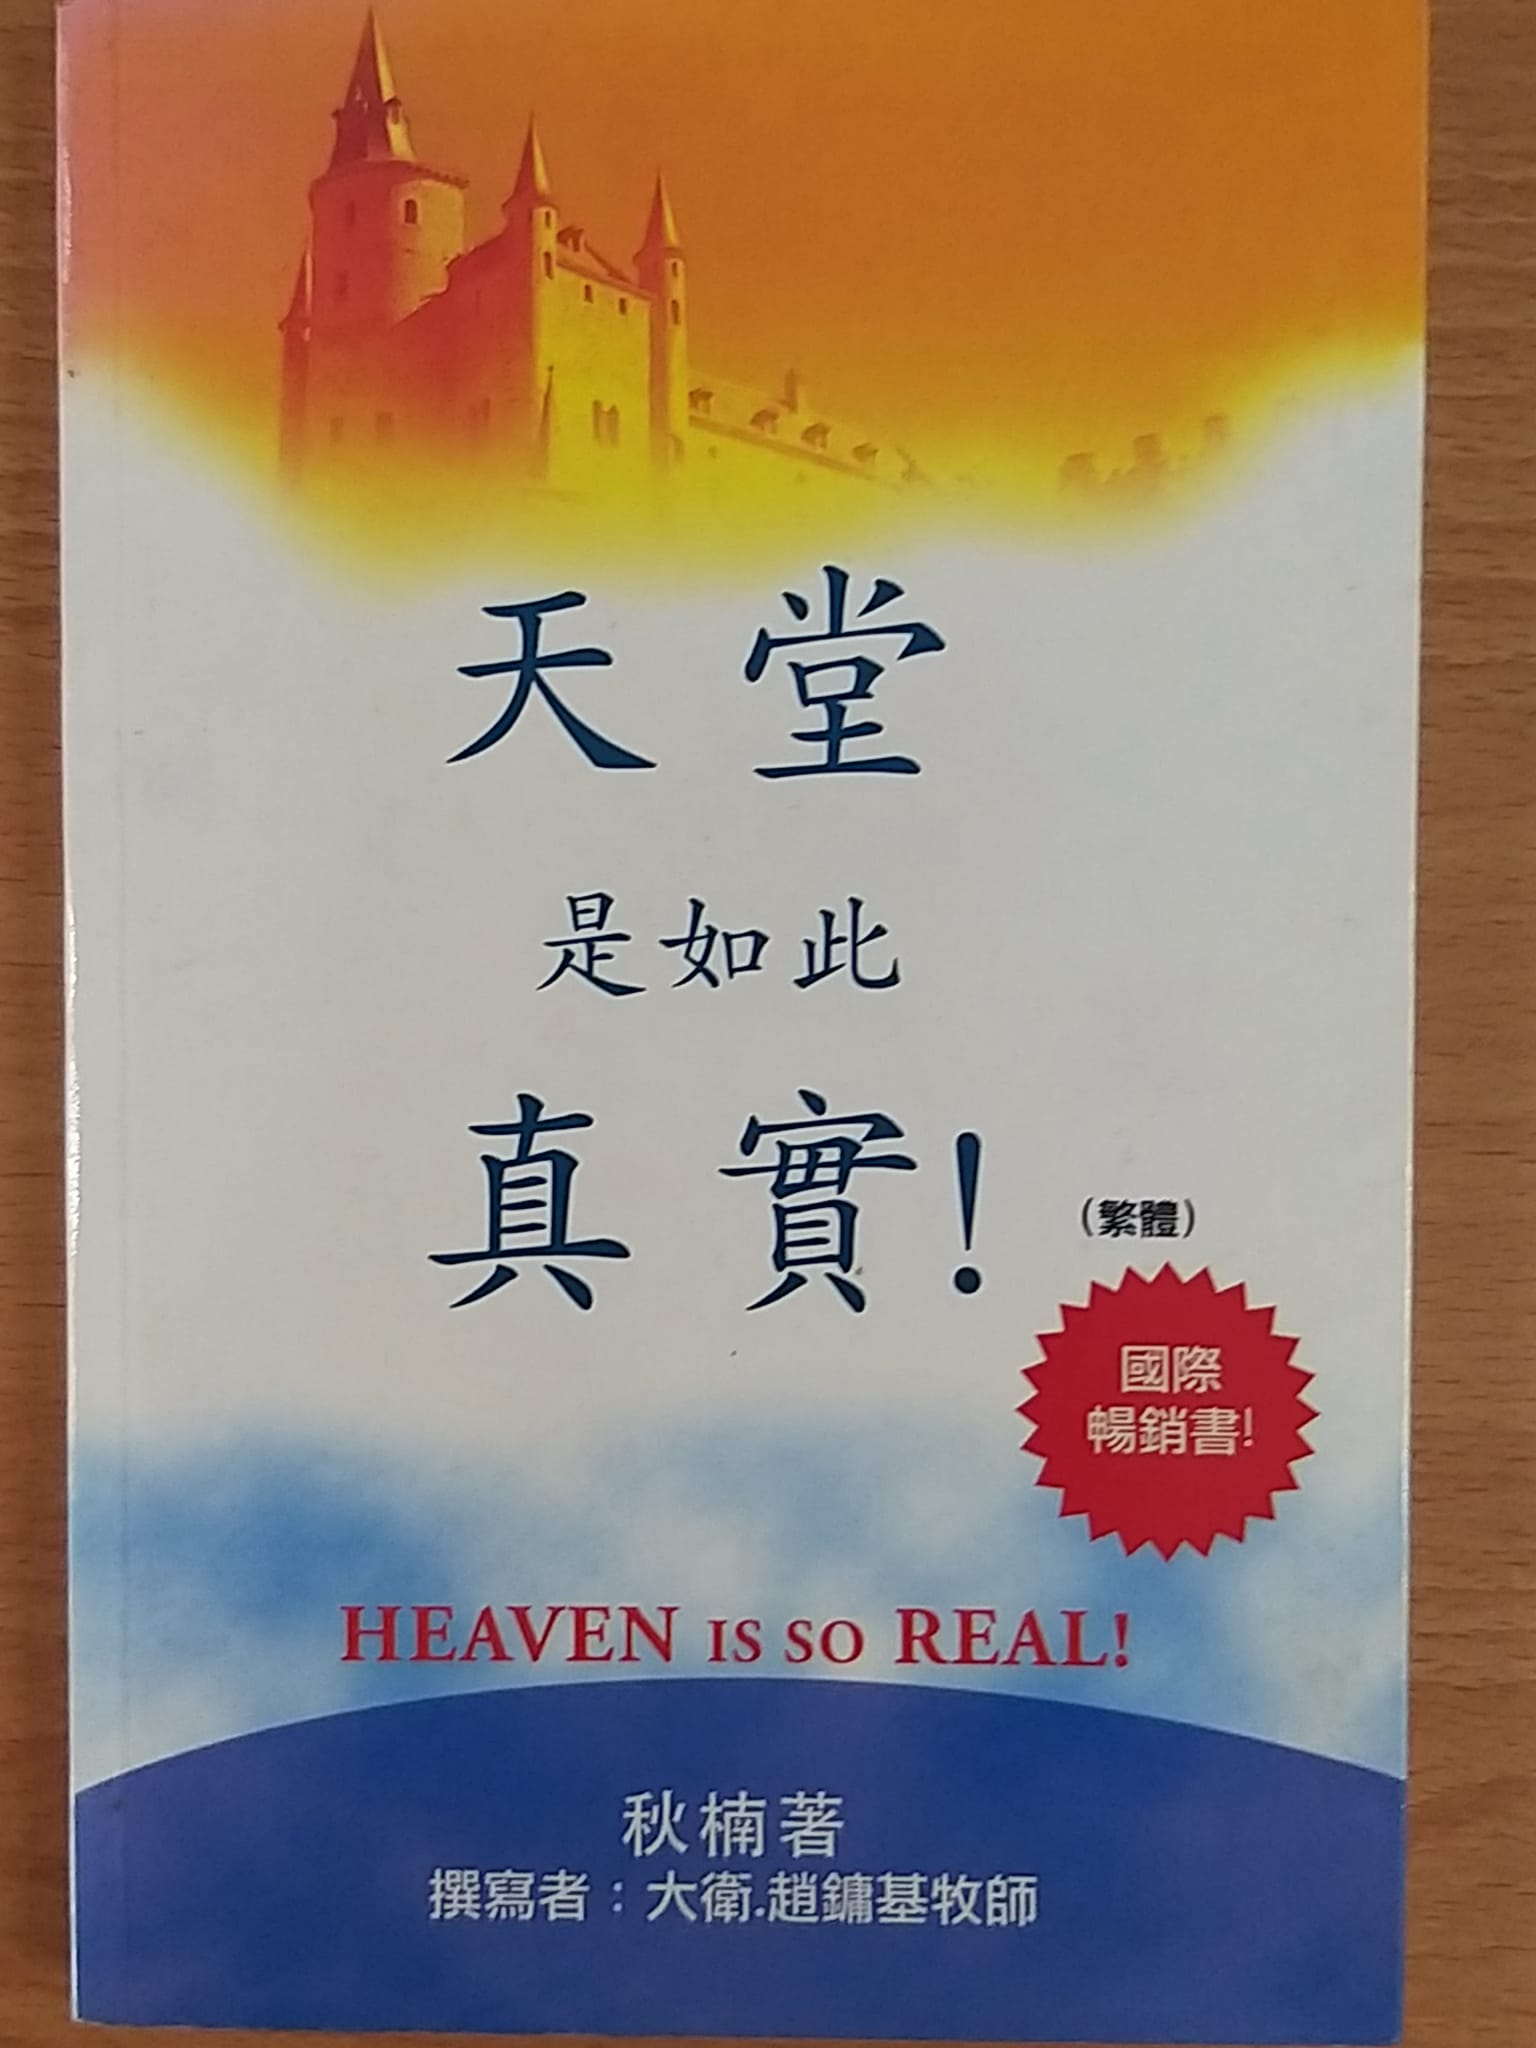 天堂
是如此
真實!
(繁體)
國際
暢銷書!
HEAVEN IS SO REAL!
秋楠著
撰寫者：大衛.趙鏞基牧師